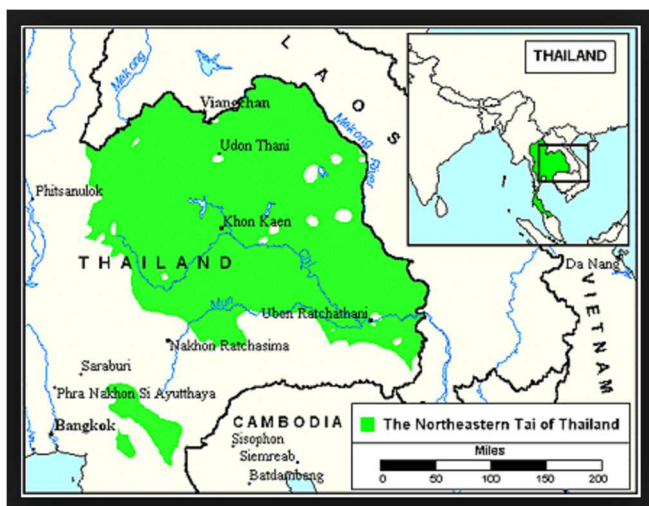 L A O S
THAILAND
Mekong
Viangchan
Mekong River
Udon Thani
Phitsanulok
Khon Kaen
THAILAND
Chi
Da Nang
VIETNAM
Mun
Ubon Ratchathani
Nakhon Ratchasima
Saraburi
Phra Nakhon Si Ayutthaya
Bangkok
CAMBODIA
Sisophon
Siemreab
Batdambang
The Northeastern Tai of Thailand
Miles
0 50 100 150 200